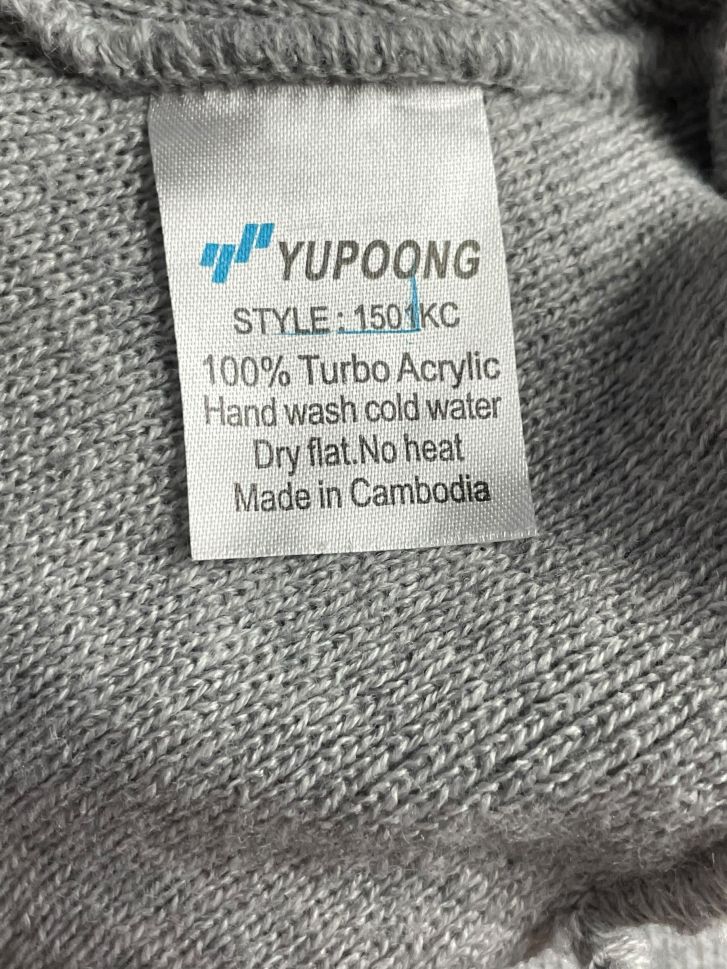 YUPOONG
STYLE: 1501KC
100% Turbo Acrylic
Hand wash cold water
Dry flat.No heat
Made in Cambodia